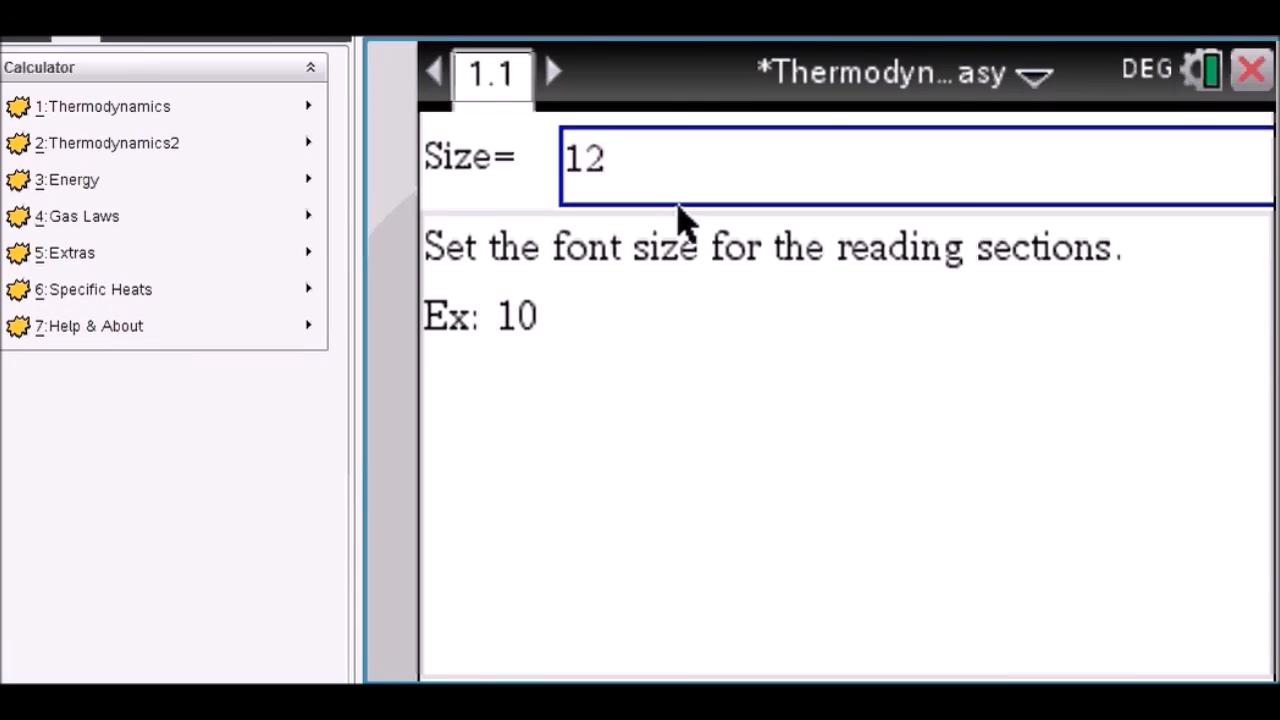 Calculator
1:Thermodynamics
2:Thermodynamics2
3:Energy
4:Gas Laws
5:Extras
6:Specific Heats
7:Help & About
1.1
*Thermodyn...asy
DEG
Size=
12
Set the font size for the reading sections.
Ex: 10